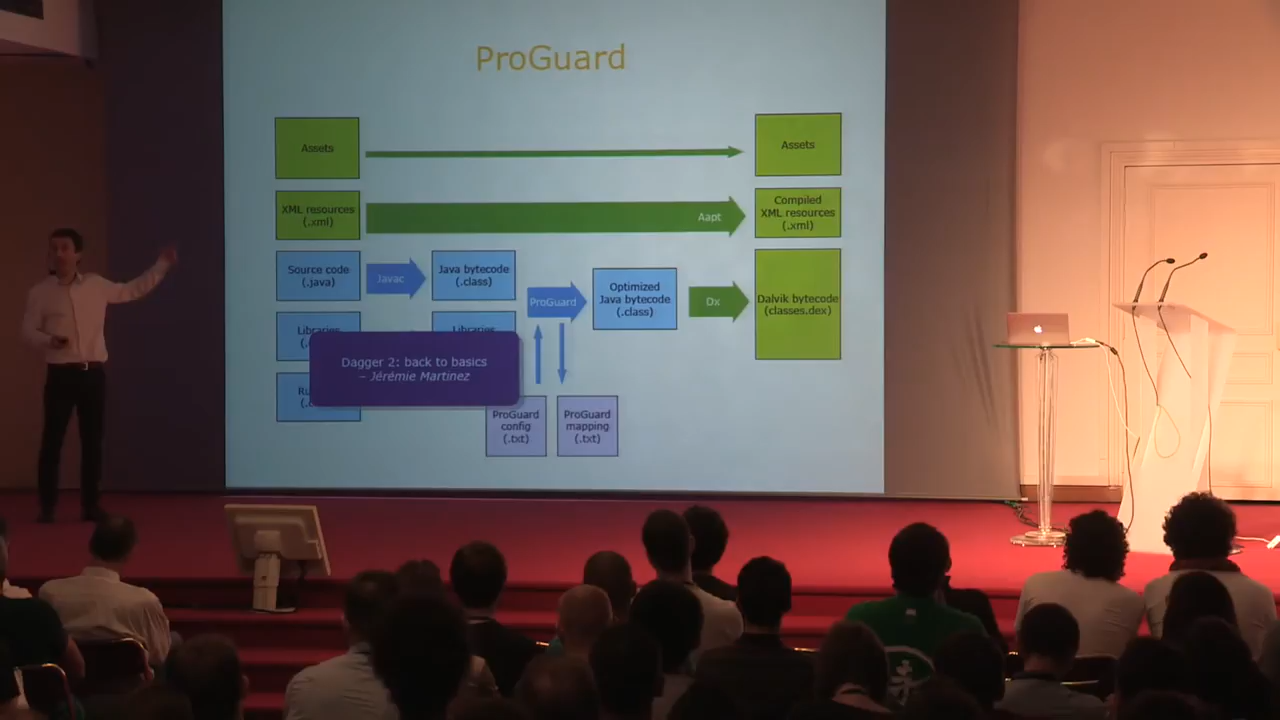 ProGuard
Assets
Assets
XML resources
(.xml)
Aapt
Compiled
XML resources
(.xml)
Source code
(.java)
Javac
Java bytecode
(.class)
ProGuard
Optimized
Java bytecode
(.class)
Dx
Dalvik bytecode
(classes.dex)
Libraries
Libraries
Dagger 2: back to basics
– Jérémie Martinez
ProGuard
config
(.txt)
ProGuard
mapping
(.txt)